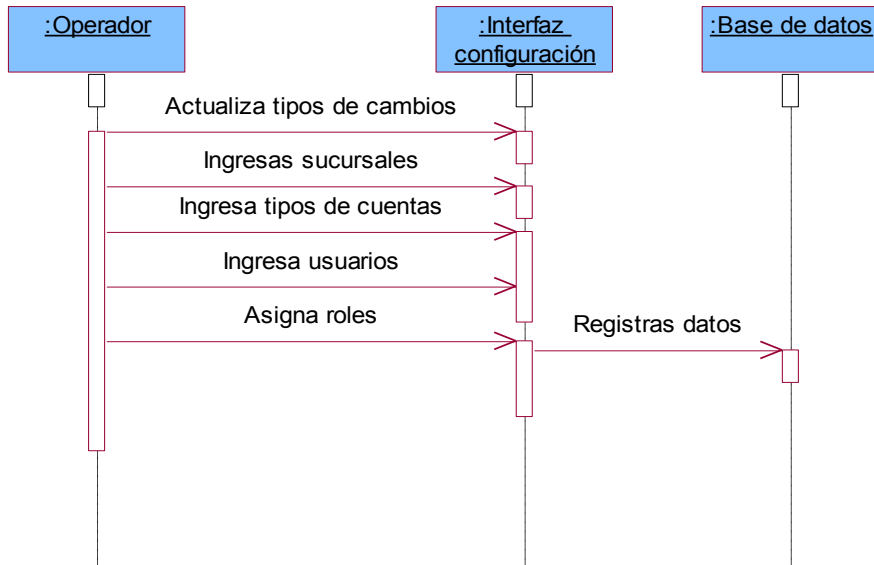 :Operador
:Interfaz
configuración
:Base de datos
Actualiza tipos de cambios
Ingresas sucursales
Ingresa tipos de cuentas
Ingresa usuarios
Asigna roles
Registras datos